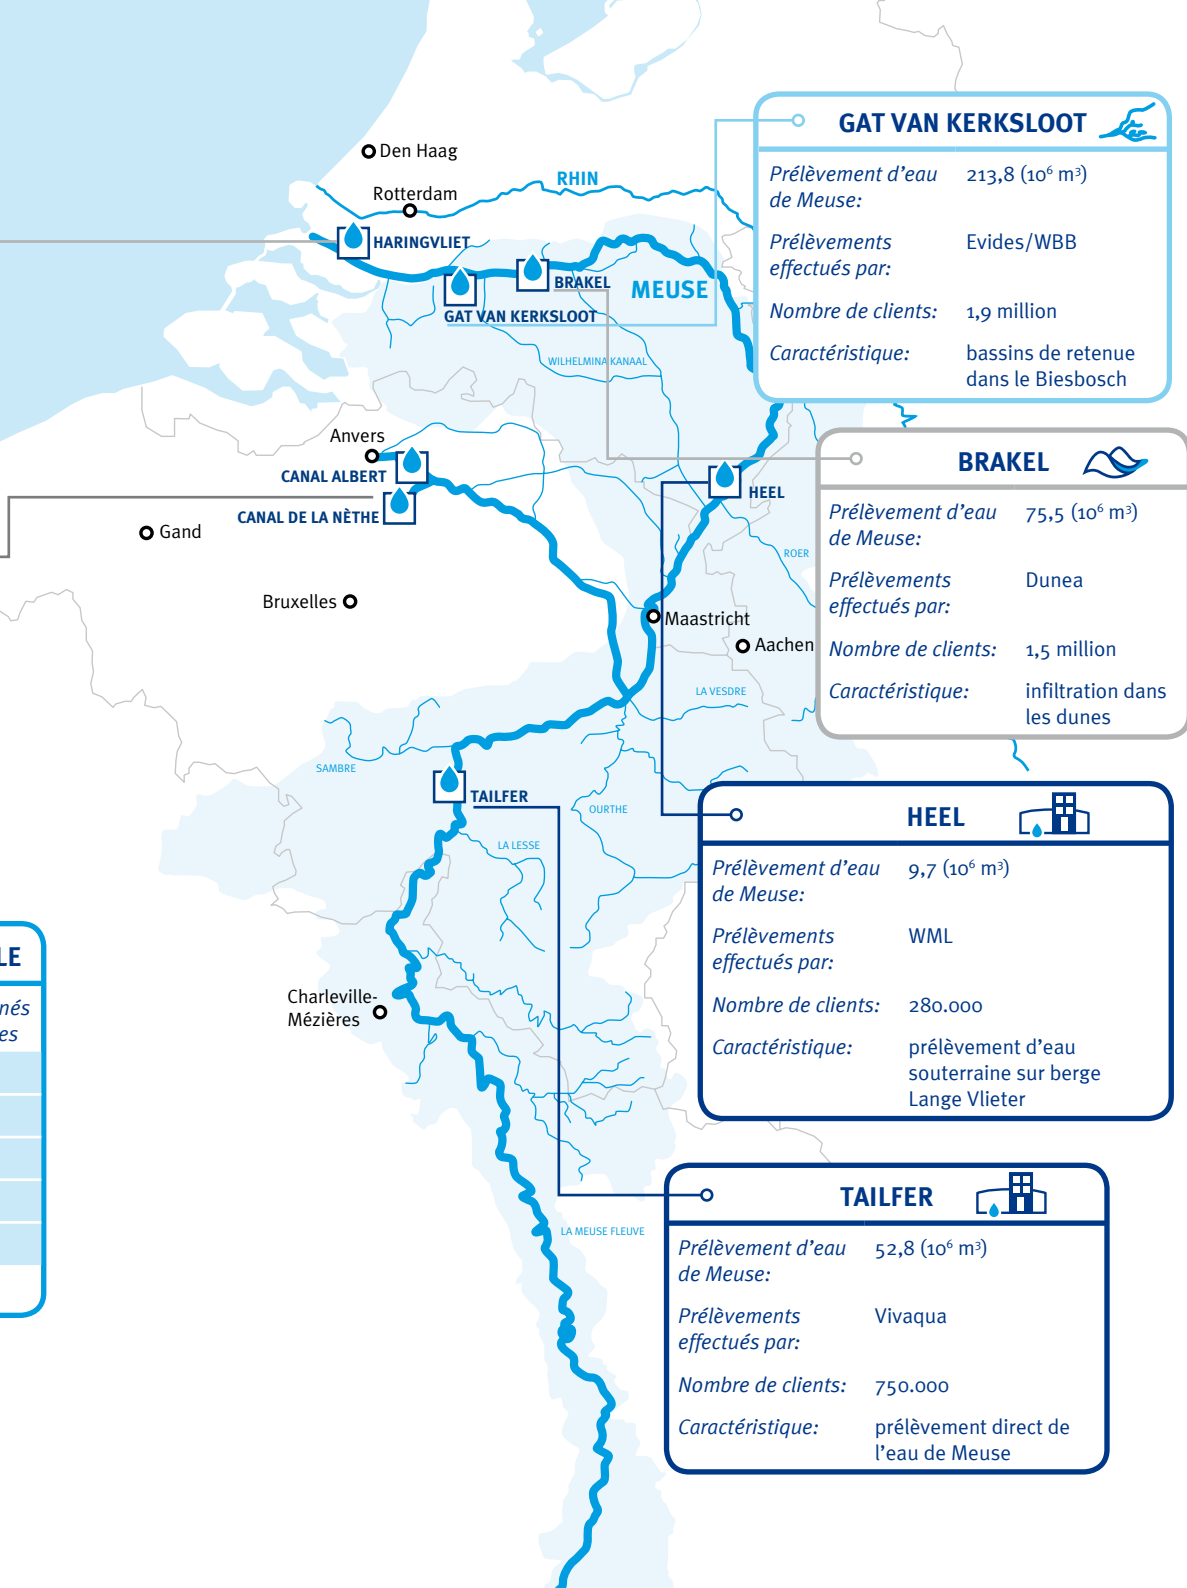 Den Haag
Rotterdam
RHIN
HARINGVLIET
BRAKEL
MEUSE
GAT VAN KERKSLOOT
WILHELMINA KANAAL
Anvers
CANAL ALBERT
CANAL DE LA NÈTHE
HEEL
Gand
ROER
Bruxelles
Maastricht
Aachen
LA VESDRE
SAMBRE
TAILFER
OURTHE
LA LESSE
Charleville-
Mézières
LA MEUSE FLEUVE
GAT VAN KERKSLOOT
Prélèvement d'eau 213,8 (10⁶ m³)
de Meuse:
Prélèvements Evides/WBB
effectués par:
Nombre de clients: 1,9 million
Caractéristique: bassins de retenue
dans le Biesbosch
BRAKEL
Prélèvement d'eau 75,5 (10⁶ m³)
de Meuse:
Prélèvements Dunea
effectués par:
Nombre de clients: 1,5 million
Caractéristique: infiltration dans
les dunes
HEEL
Prélèvement d'eau 9,7 (10⁶ m³)
de Meuse:
Prélèvements WML
effectués par:
Nombre de clients: 280.000
Caractéristique: prélèvement d'eau
souterraine sur berge
Lange Vlieter
TAILFER
Prélèvement d'eau 52,8 (10⁶ m³)
de Meuse:
Prélèvements Vivaqua
effectués par:
Nombre de clients: 750.000
Caractéristique: prélèvement direct de
l'eau de Meuse
LE
nés
es